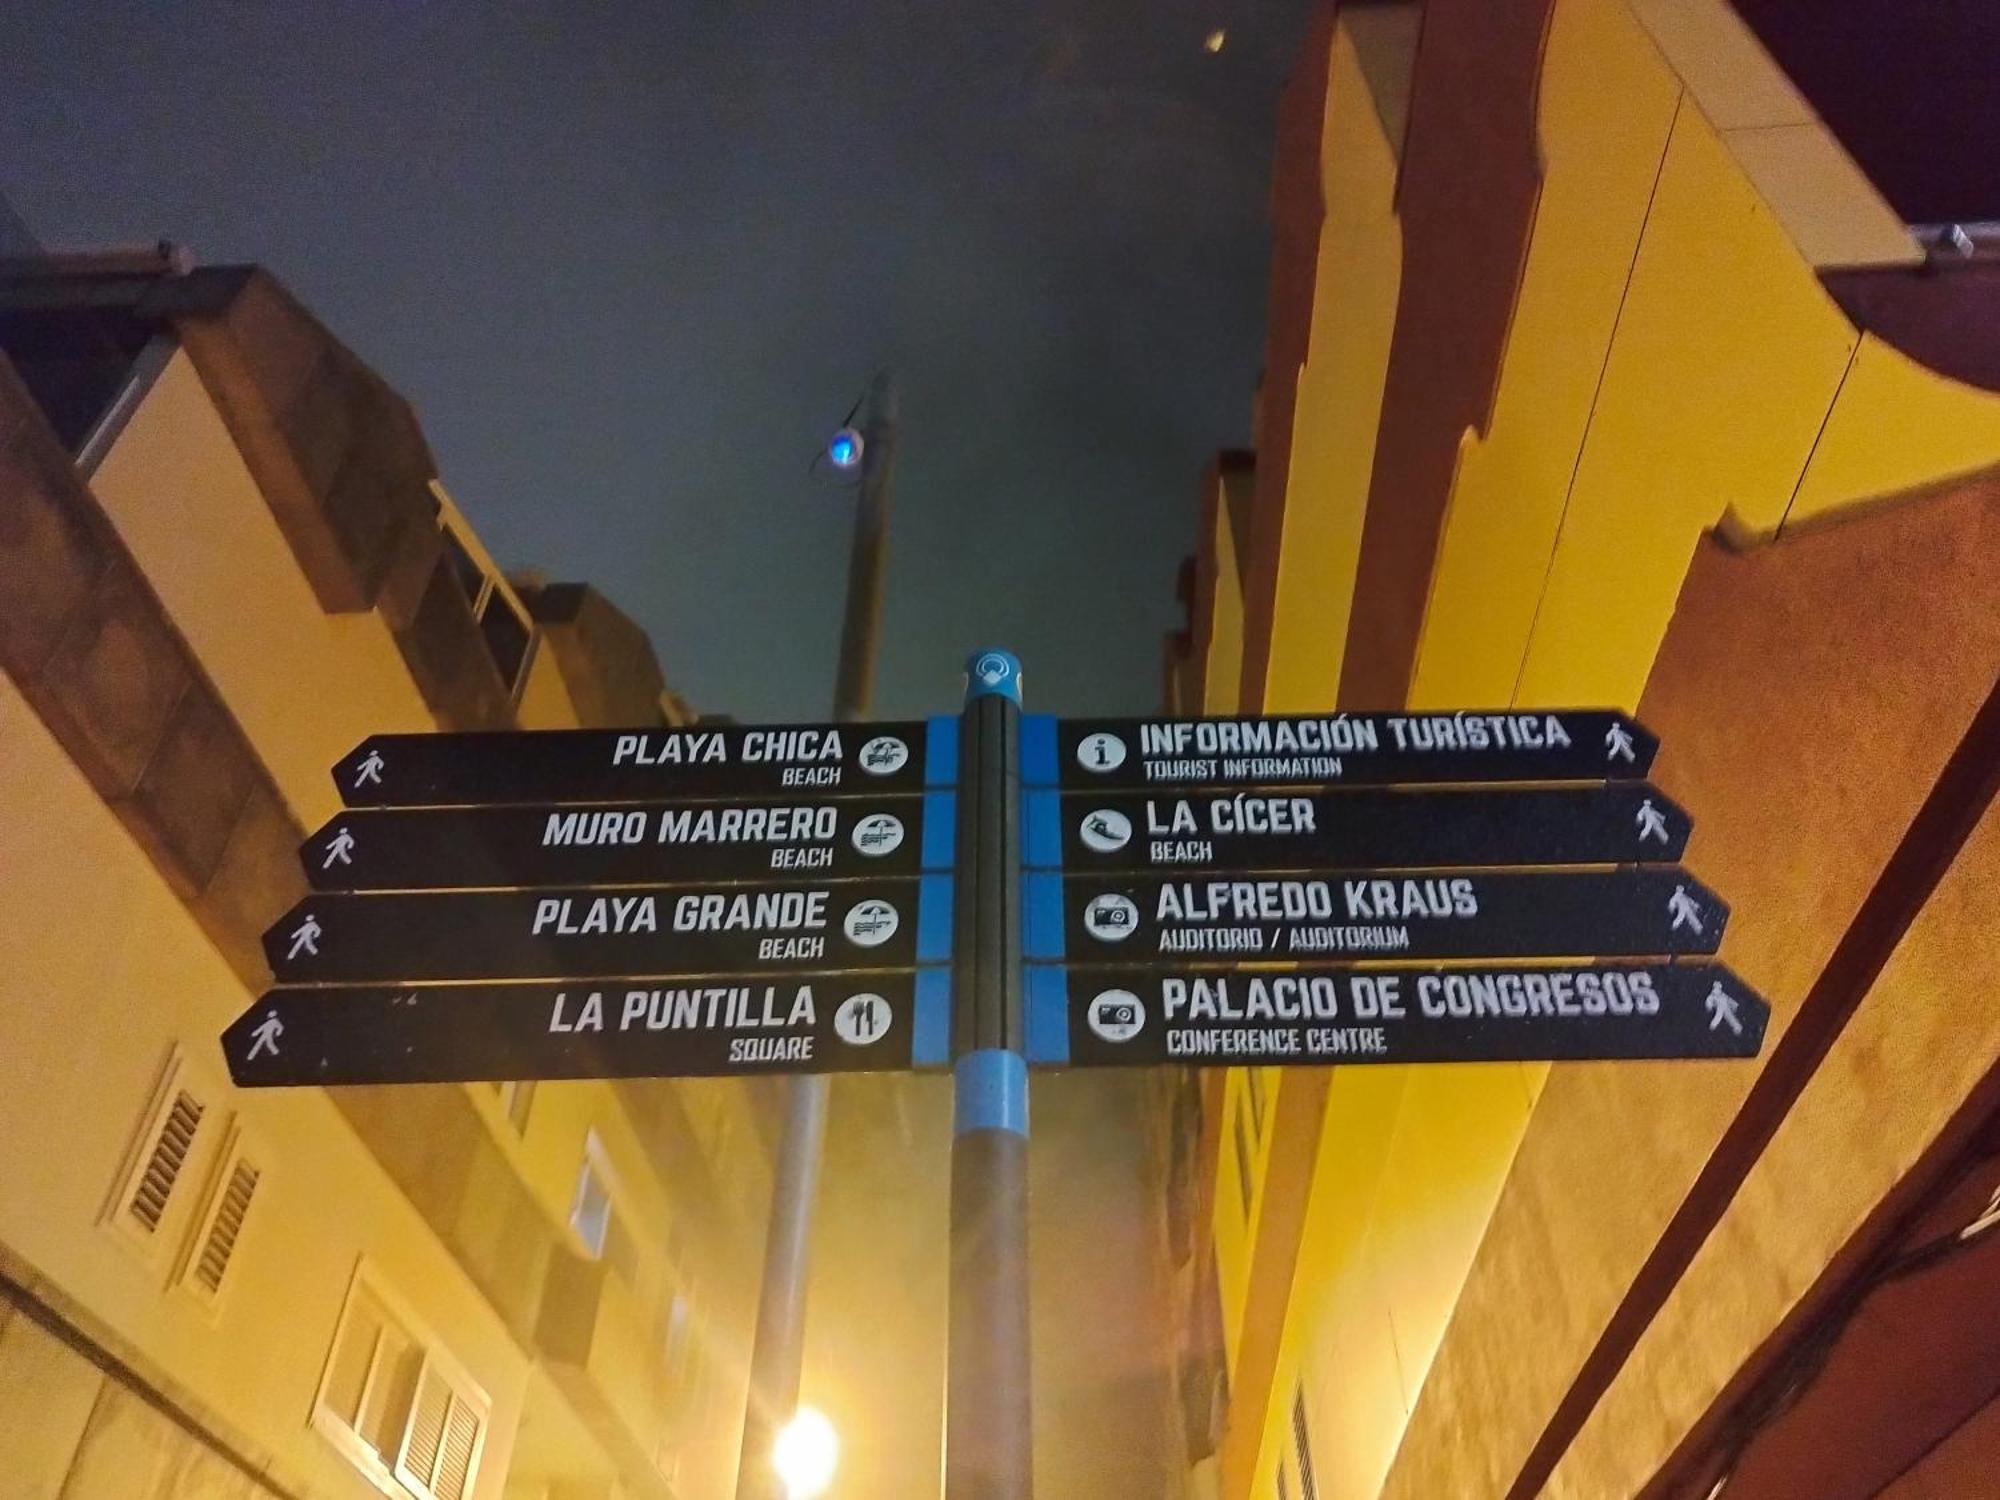 PLAYA CHICA
BEACH
MURO MARRERO
BEACH
PLAYA GRANDE
BEACH
LA PUNTILLA
SQUARE
INFORMACIÓN TURÍSTICA
TOURIST INFORMATION
LA CÍCER
BEACH
ALFREDO KRAUS
AUDITORIO / AUDITORIUM
PALACIO DE CONGRESOS
CONFERENCE CENTRE